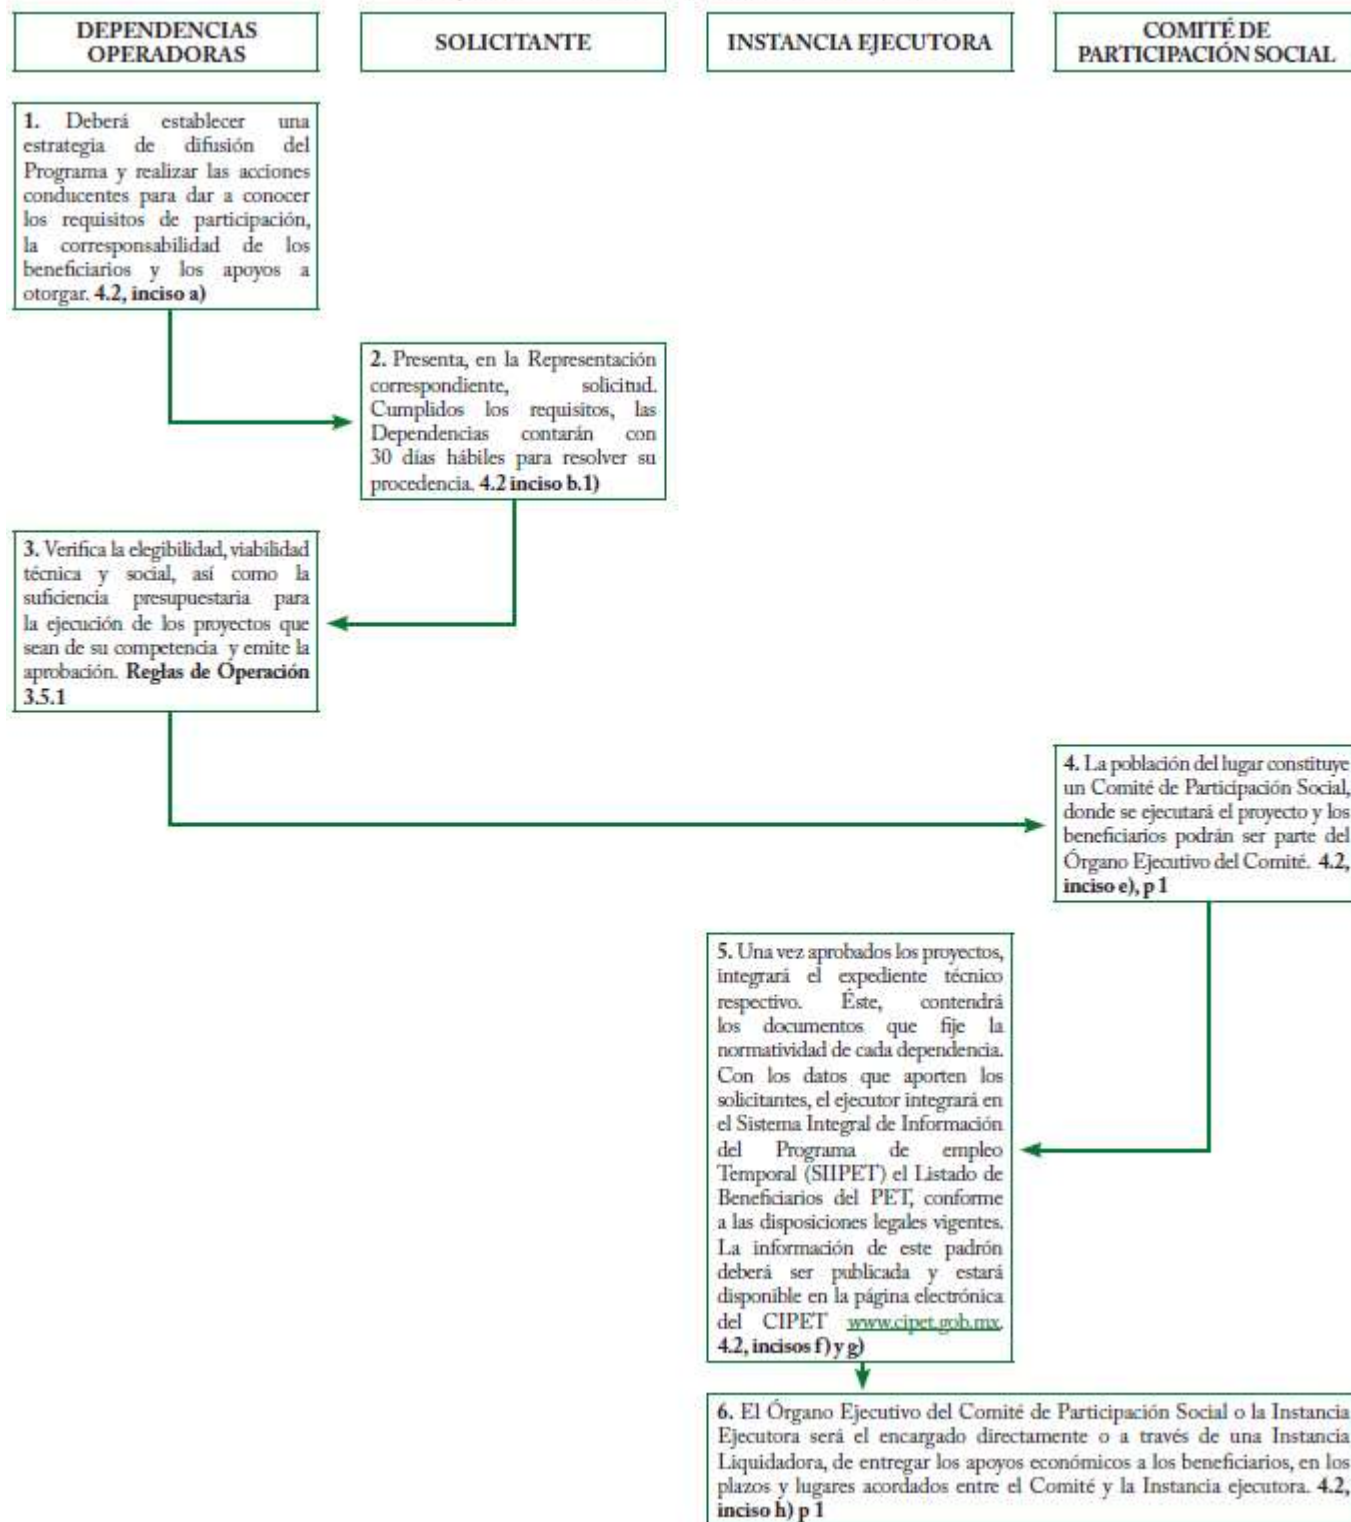 DEPENDENCIAS
OPERADORAS
SOLICITANTE
INSTANCIA EJECUTORA
COMITÉ DE
PARTICIPACIÓN SOCIAL
1. Deberá establecer una
estrategia de difusión del
Programa y realizar las acciones
conducentes para dar a conocer
los requisitos de participación,
la corresponsabilidad de los
beneficiarios y los apoyos a
otorgar. 4.2, inciso a)
2. Presenta, en la Representación
correspondiente, solicitud.
Cumplidos los requisitos, las
Dependencias contarán con
30 días hábiles para resolver su
procedencia. 4.2 inciso b.1)
3. Verifica la elegibilidad, viabilidad
técnica y social, así como la
suficiencia presupuestaria para
la ejecución de los proyectos que
sean de su competencia y emite la
aprobación. Reglas de Operación
3.5.1
4. La población del lugar constituye
un Comité de Participación Social,
donde se ejecutará el proyecto y los
beneficiarios podrán ser parte del
Órgano Ejecutivo del Comité. 4.2,
inciso e), p 1
5. Una vez aprobados los proyectos,
integrará el expediente técnico
respectivo. Éste, contendrá
los documentos que fije la
normatividad de cada dependencia.
Con los datos que aporten los
solicitantes, el ejecutor integrará en
el Sistema Integral de Información
del Programa de empleo
Temporal (SIIPET) el Listado de
Beneficiarios del PET, conforme
a las disposiciones legales vigentes.
La información de este padrón
deberá ser publicada y estará
disponible en la página electrónica
del CIPET www.cipet.gob.mx.
4.2, incisos f) y g)
6. El Órgano Ejecutivo del Comité de Participación Social o la Instancia
Ejecutora será el encargado directamente o a través de una Instancia
Liquidadora, de entregar los apoyos económicos a los beneficiarios, en los
plazos y lugares acordados entre el Comité y la Instancia ejecutora. 4.2,
inciso h) p 1